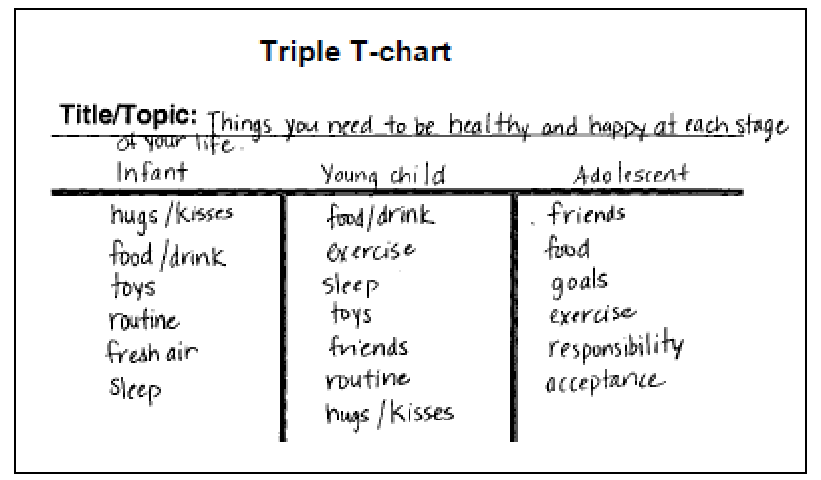 Triple T-chart
Title/Topic: Things you need to be healthy and happy at each stage
of your life.
Infant
hugs/kisses
food/drink
toys
routine
fresh air
sleep
Young child
food/drink
exercise
sleep
toys
friends
routine
hugs/kisses
Adolescent
friends
food
goals
exercise
responsibility
acceptance